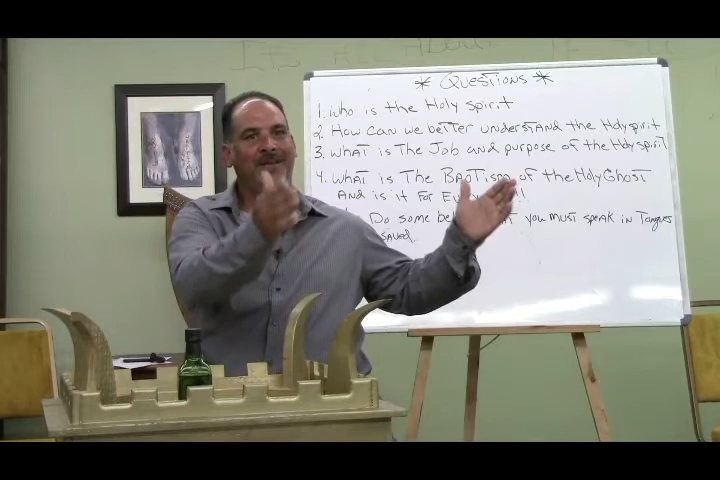 * QUESTIONS *
1. Who is the Holy spirit
2. How can we better understAnd the Holy spirit
3. WHAT is The Job and purpose of the Holy spirit
4. WHAT is The BApTism of the Holy GhosT
And is it For
Do some you must speak in Tongues
sAved